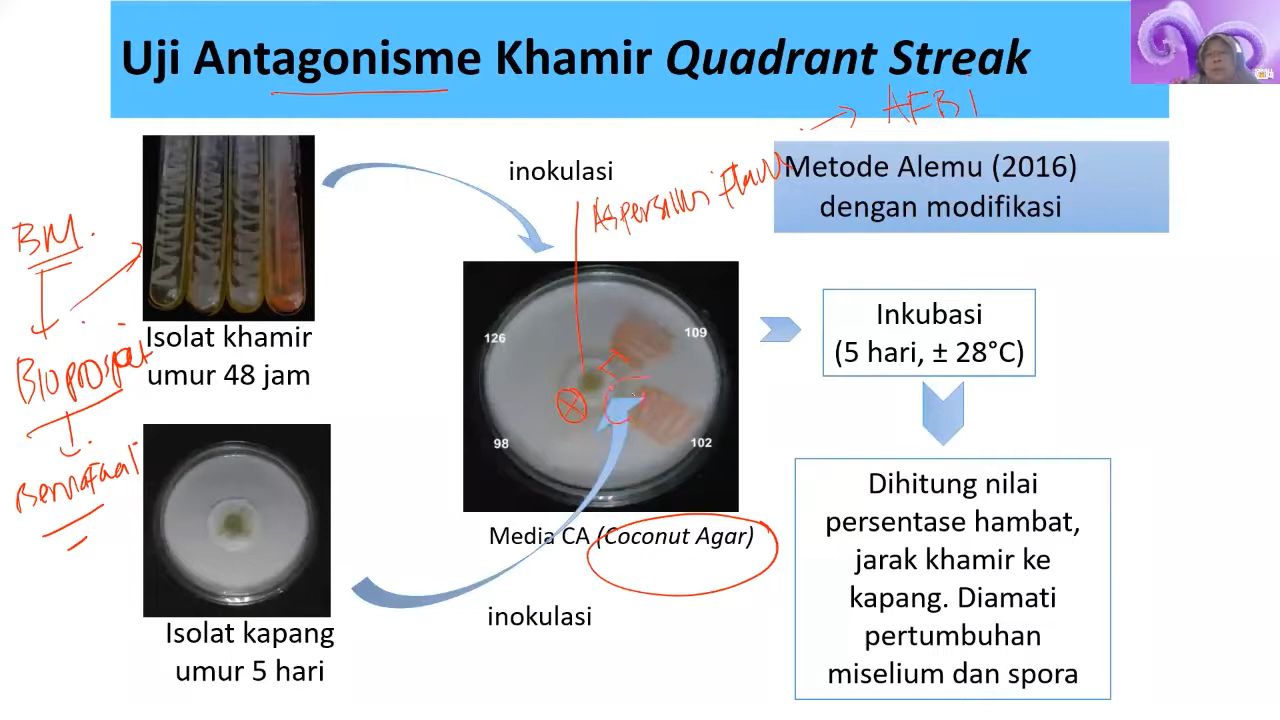 Uji Antagonisme Khamir Quadrant Streak
AFB1
inokulasi
Aspergillus Flavus
Metode Alemu (2016)
dengan modifikasi
BM.
Bioprospek
Bermanfaat
Isolat khamir
umur 48 jam
126
109
98
102
Media CA (Coconut Agar)
Inkubasi
(5 hari, ± 28°C)
Isolat kapang
umur 5 hari
inokulasi
Dihitung nilai
persentase hambat,
jarak khamir ke
kapang. Diamati
pertumbuhan
miselium dan spora